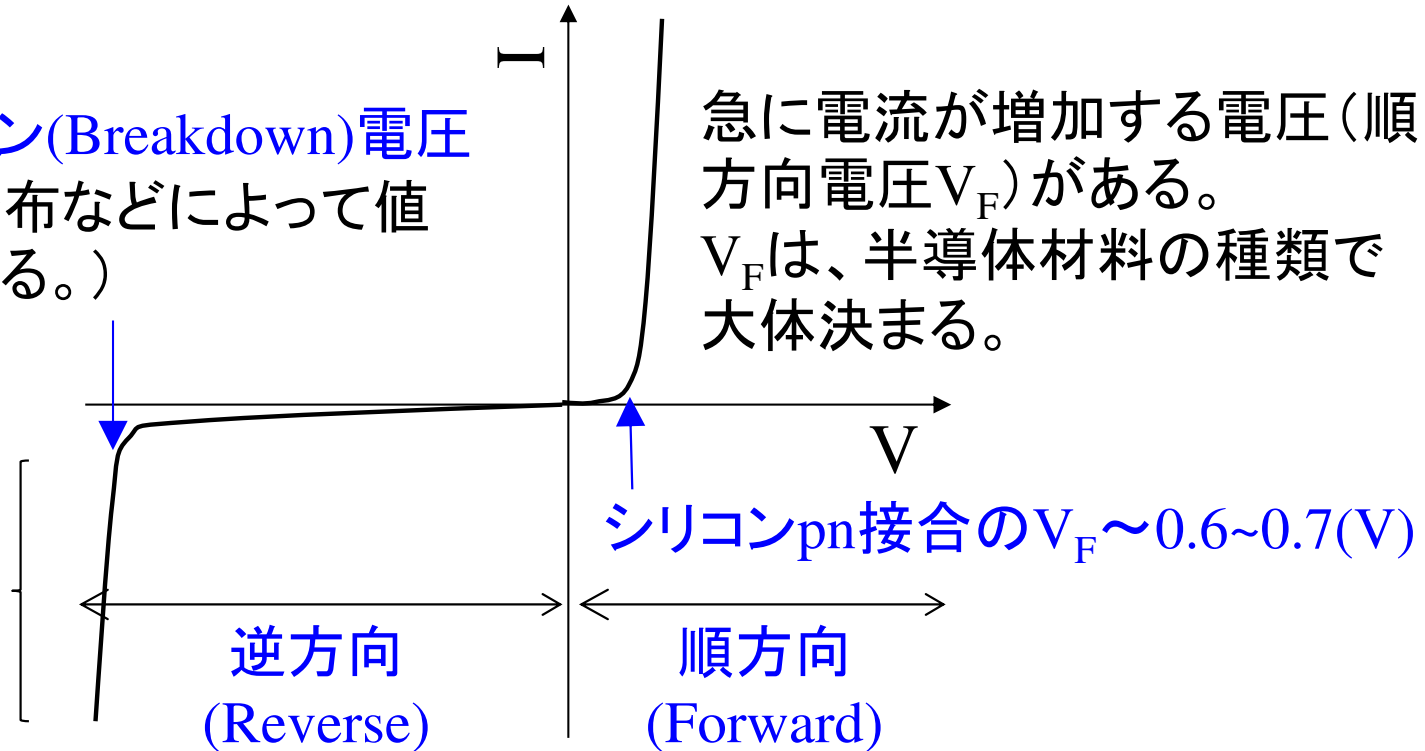 I
ン(Breakdown)電圧
布などによって値
る。)
急に電流が増加する電圧(順
方向電圧VF)がある。
VFは、半導体材料の種類で
大体決まる。
V
シリコンpn接合のVF～0.6~0.7(V)
逆方向
(Reverse)
順方向
(Forward)